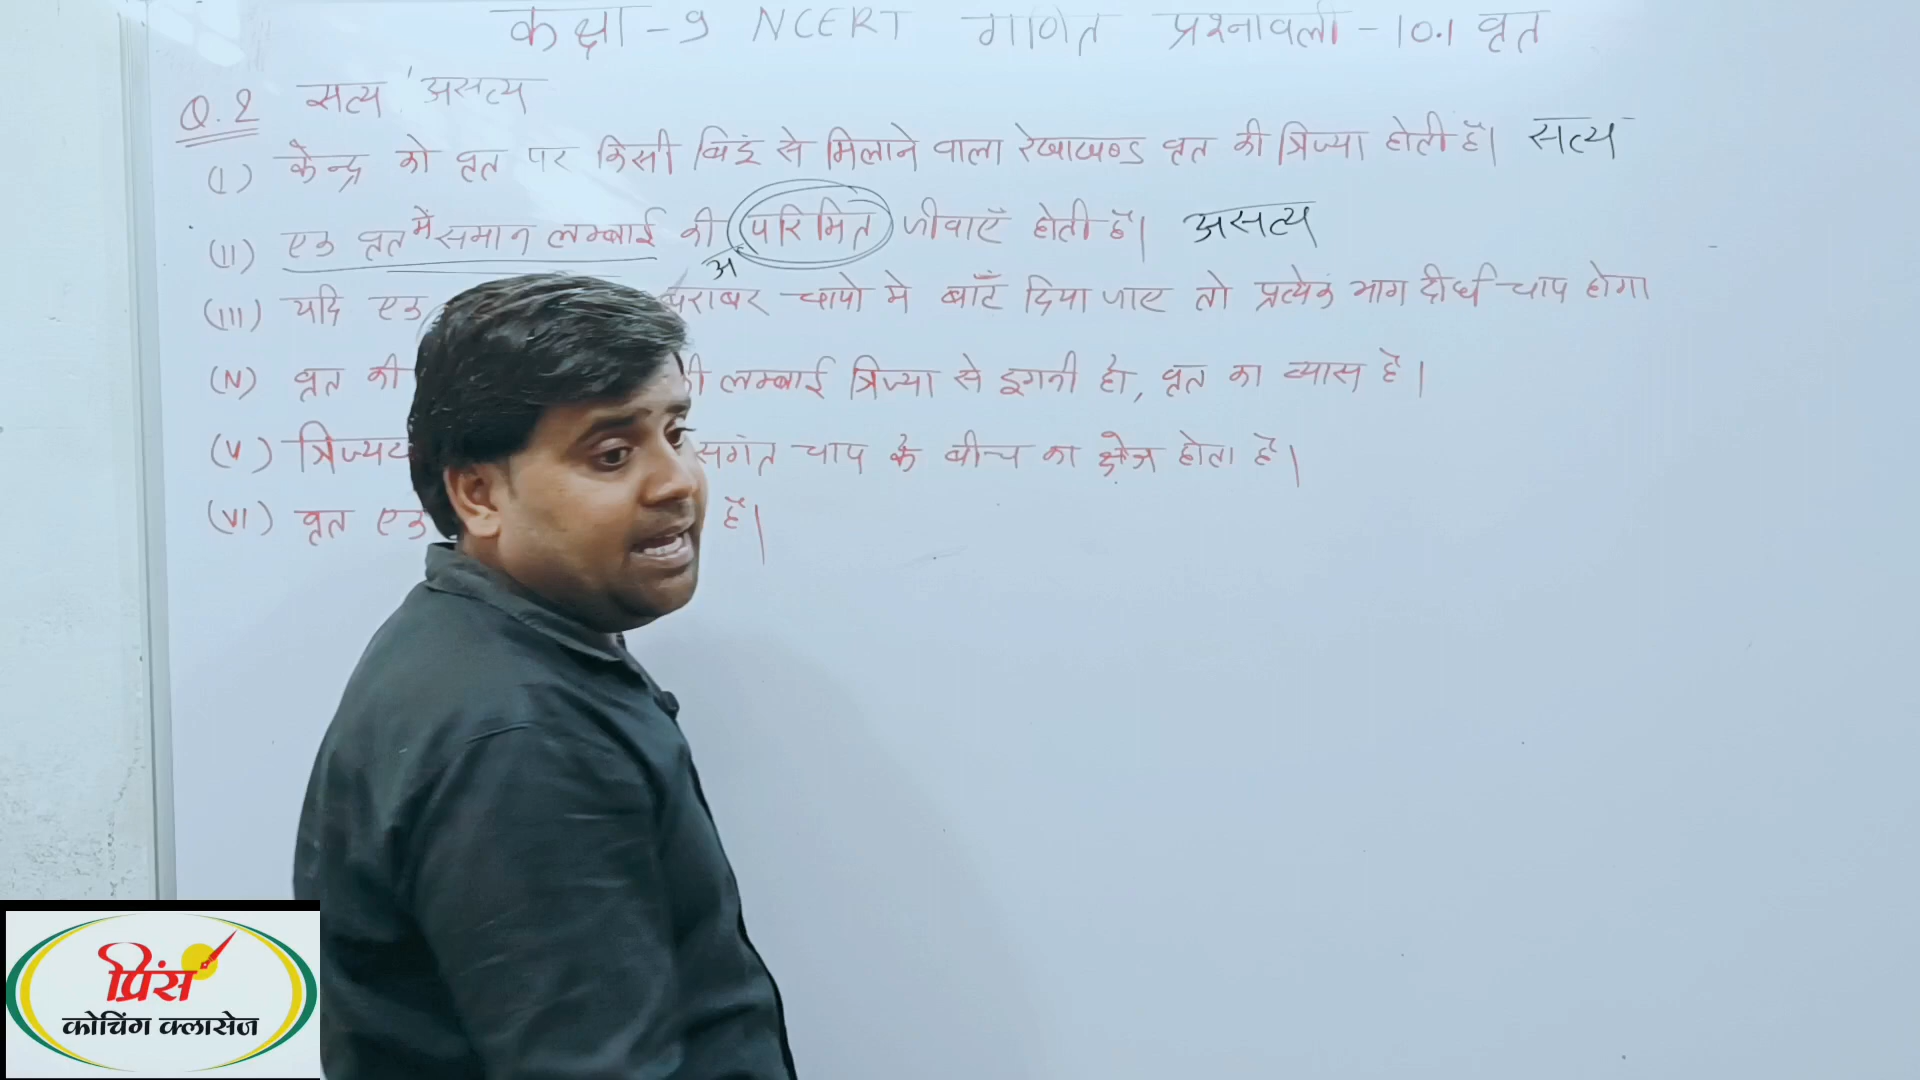 कक्षा - 9 NCERT गणित प्रश्नावली - 10.1 वृत
Q.2 सत्य असत्य
(I) केन्द्र को वृत पर किसी बिंदु से मिलाने वाला रेखाखण्ड वृत की त्रिज्या होती है। सत्य
(II) एक वृत में समान लम्बाई की परिमित जीवाएँ होती है। असत्य
अ
(III) यदि एक बराबर चापो मे बाँट दिया जाए तो प्रत्येक भाग दीर्घ चाप होगा
(IV) वृत की की लम्बाई त्रिज्या से दुगनी हो, वृत का व्यास है।
(V) त्रिज्य संगत चाप के बीच का क्षेत्र होता है।
(VI) वृत एक है।
प्रिंस
कोचिंग क्लासेज